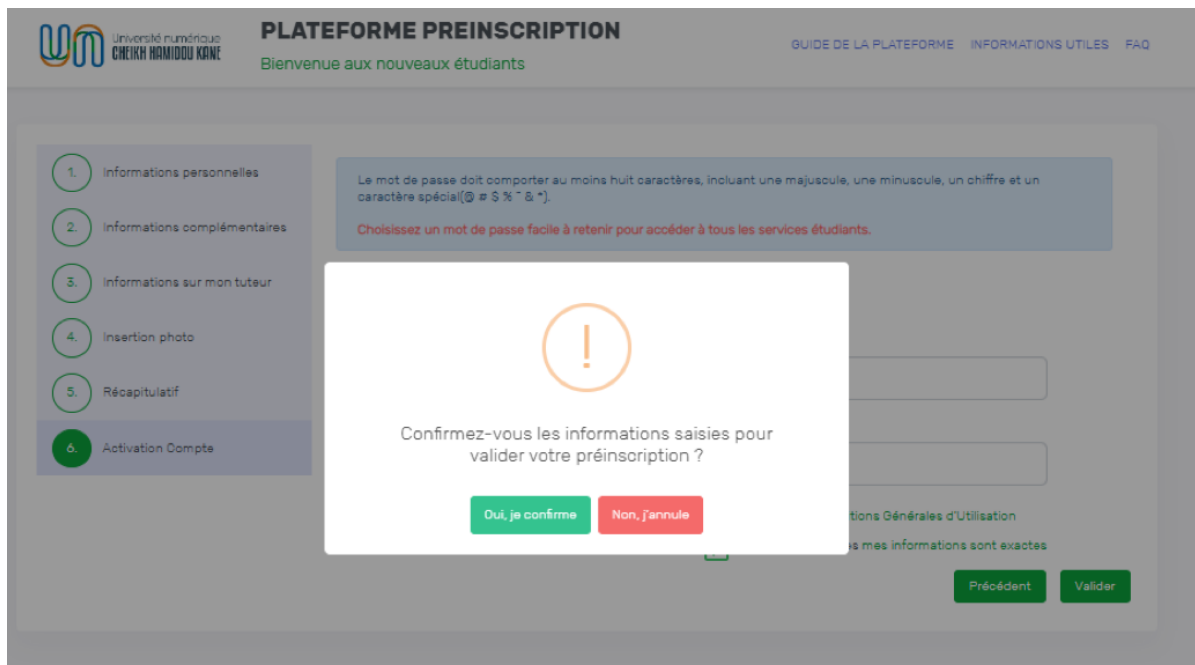 Université numérique
CHEIKH HAMIDOU KANE
PLATEFORME PREINSCRIPTION
Bienvenue aux nouveaux étudiants
GUIDE DE LA PLATEFORME INFORMATIONS UTILES FAQ
1. Informations personnelles
2. Informations complémentaires
3. Informations sur mon tuteur
4. Insertion photo
5. Récapitulatif
6. Activation Compte
Le mot de passe doit comporter au moins huit caractères, incluant une majuscule, une minuscule, un chiffre et un
caractère spécial(@ # $ % ^ & *).
Choisissez un mot de passe facile à retenir pour accéder à tous les services étudiants.
!
Confirmez-vous les informations saisies pour
valider votre préinscription ?
Oui, je confirme Non, j'annule
Générales d'Utilisation
mes informations sont exactes
Précédent Valider